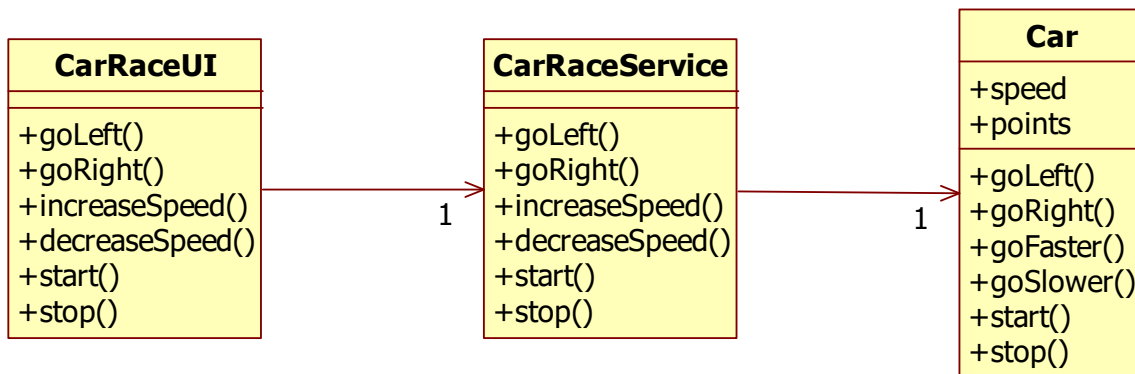 CarRaceUI
+goLeft()
+goRight()
+increaseSpeed()
+decreaseSpeed()
+start()
+stop()
1
CarRaceService
+goLeft()
+goRight()
+increaseSpeed()
+decreaseSpeed()
+start()
+stop()
1
Car
+speed
+points
+goLeft()
+goRight()
+goFaster()
+goSlower()
+start()
+stop()